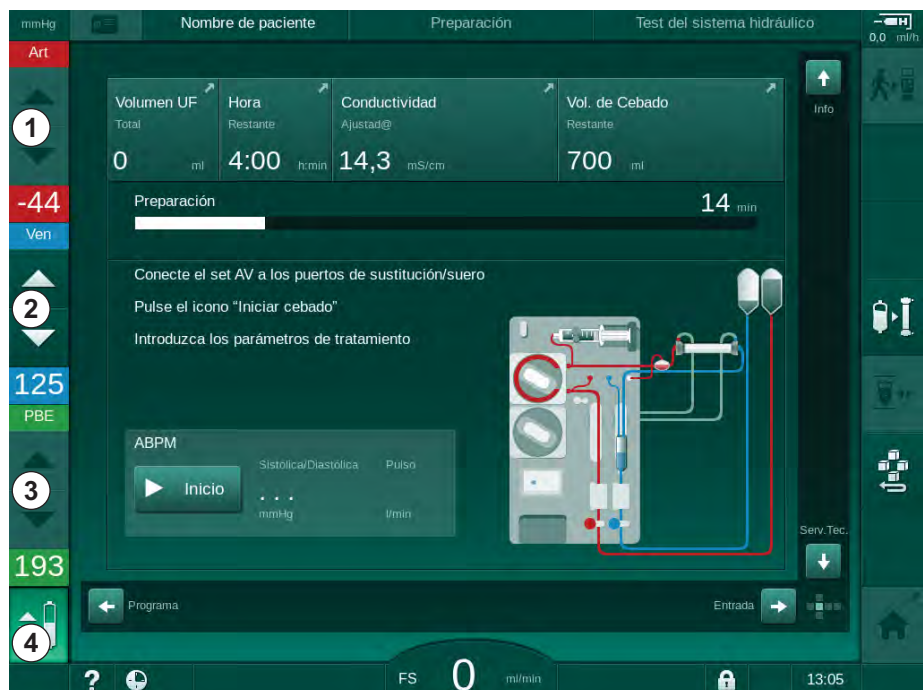 mmHg
Nombre de paciente
Preparación
Test del sistema hidráulico
0,0 ml/h
Art
1
-44
Ven
2
125
PBE
3
193
4
Volumen UF
Total
0 ml
Hora
Restante
4:00 h:min
Conductividad
Ajustad@
14,3 mS/cm
Vol. de Cebado
Restante
700 ml
Info
Preparación
14 min
Conecte el set AV a los puertos de sustitución/suero
Pulse el icono “Iniciar cebado”
Introduzca los parámetros de tratamiento
ABPM
Inicio
Sistólica/Diastólica
Pulso
. . .
mmHg
l/min
Serv.Tec.
Programa
Entrada
?
FS 0 ml/min
13:05